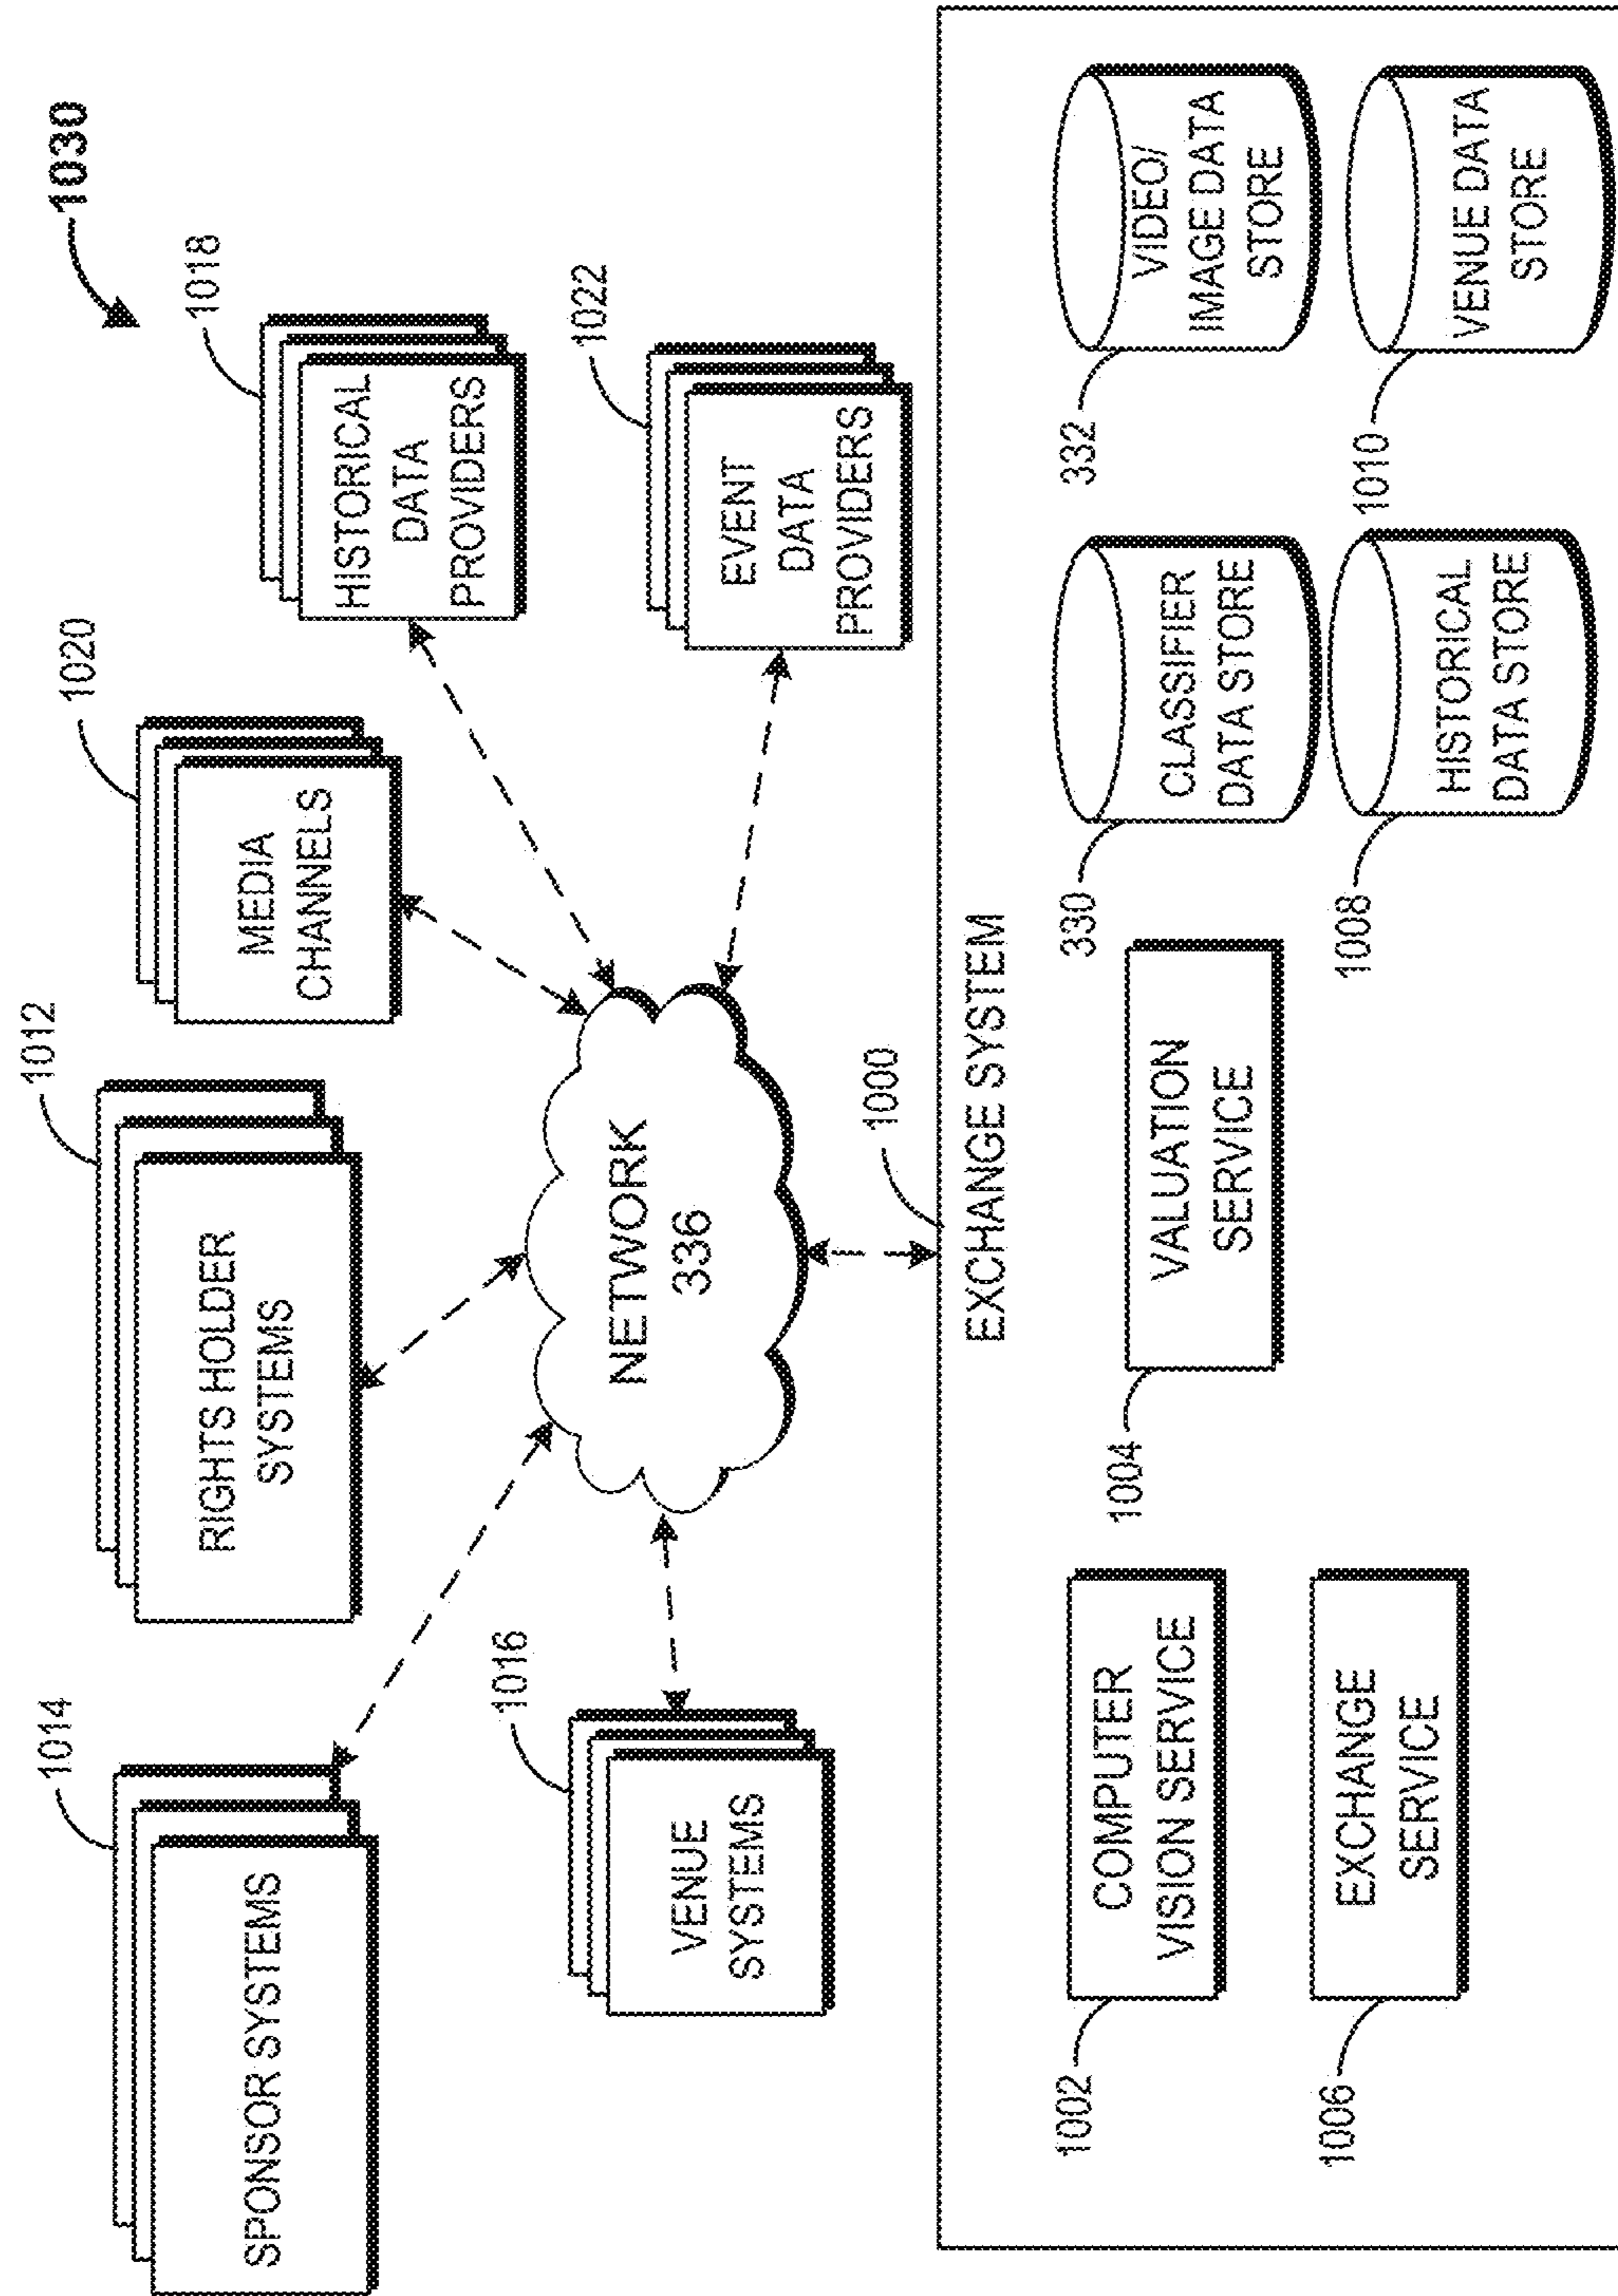 1030
1014
SPONSOR SYSTEMS
1012
RIGHTS HOLDER
SYSTEMS
1020
MEDIA
CHANNELS
1018
HISTORICAL
DATA
PROVIDERS
1016
VENUE
SYSTEMS
NETWORK
336
1022
EVENT
DATA
PROVIDERS
1000
EXCHANGE SYSTEM
1002
COMPUTER
VISION SERVICE
1004
VALUATION
SERVICE
330
CLASSIFIER
DATA STORE
332
VIDEO/
IMAGE DATA
STORE
1006
EXCHANGE
SERVICE
1008
HISTORICAL
DATA STORE
1010
VENUE DATA
STORE